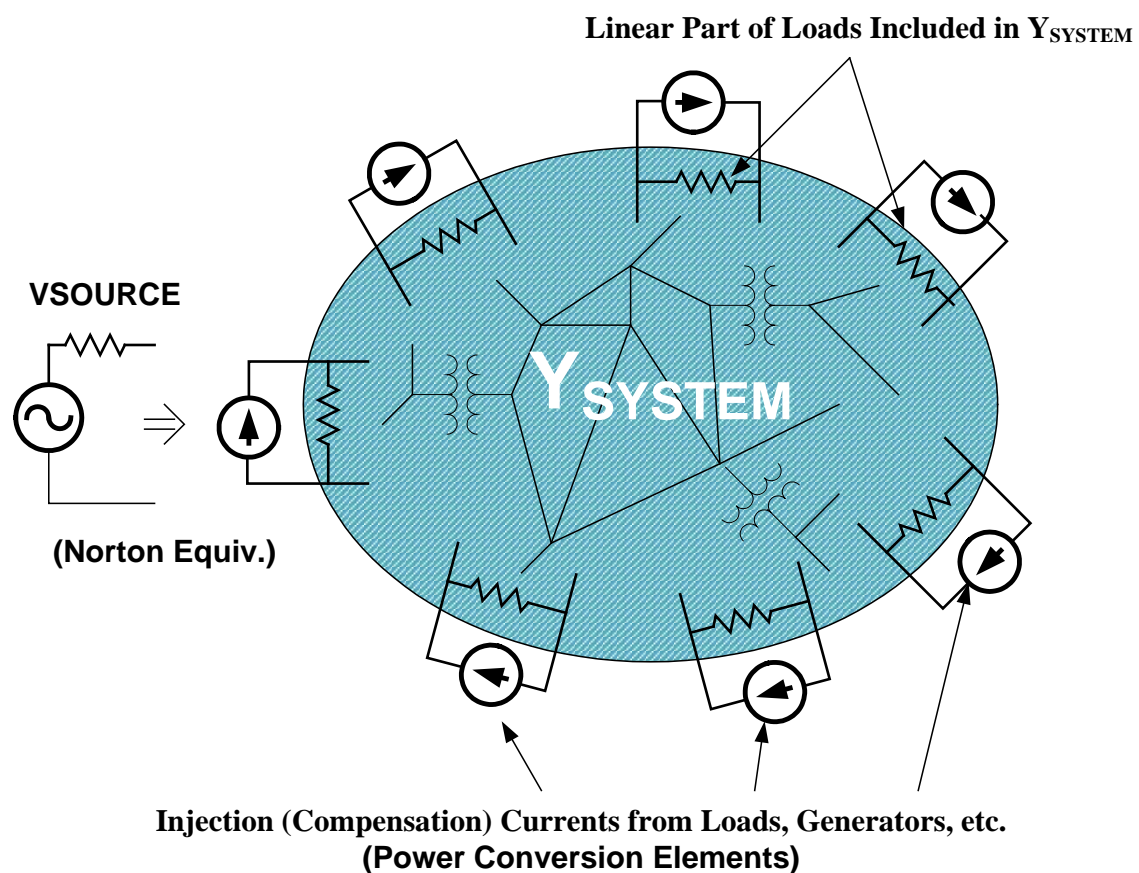 Linear Part of Loads Included in YSYSTEM
VSOURCE
YSYSTEM
(Norton Equiv.)
Injection (Compensation) Currents from Loads, Generators, etc.
(Power Conversion Elements)